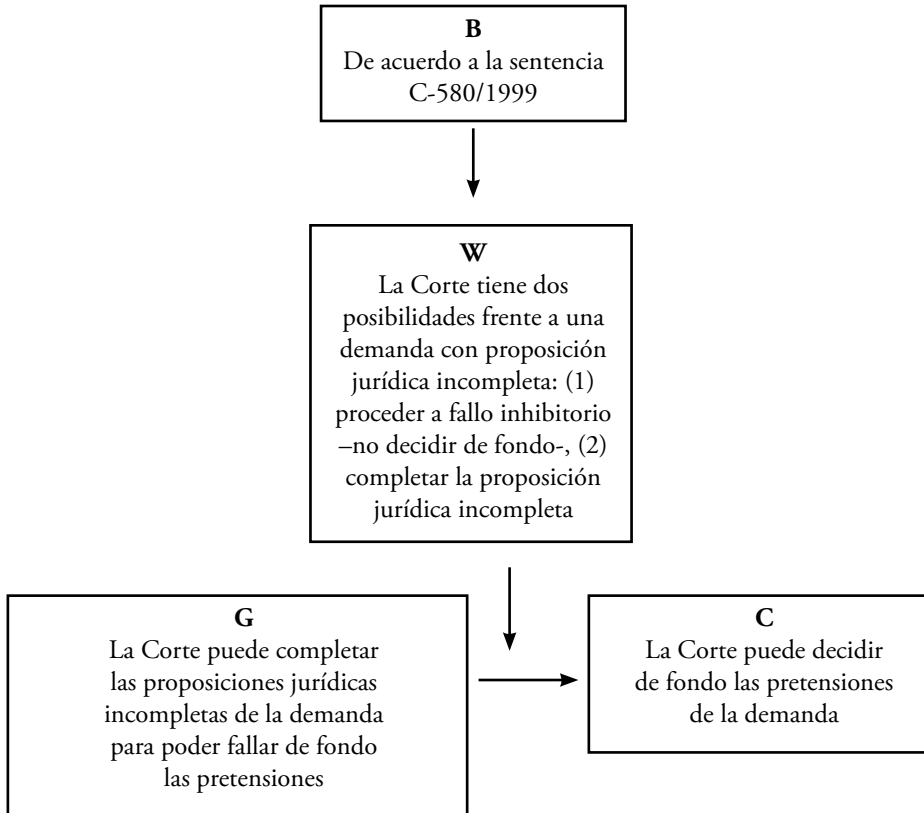 B
De acuerdo a la sentencia
C-580/1999
W
La Corte tiene dos
posibilidades frente a una
demanda con proposición
jurídica incompleta: (1)
proceder a fallo inhibitorio
–no decidir de fondo-, (2)
completar la proposición
jurídica incompleta
G
La Corte puede completar
las proposiciones jurídicas
incompletas de la demanda
para poder fallar de fondo
las pretensiones
C
La Corte puede decidir
de fondo las pretensiones
de la demanda